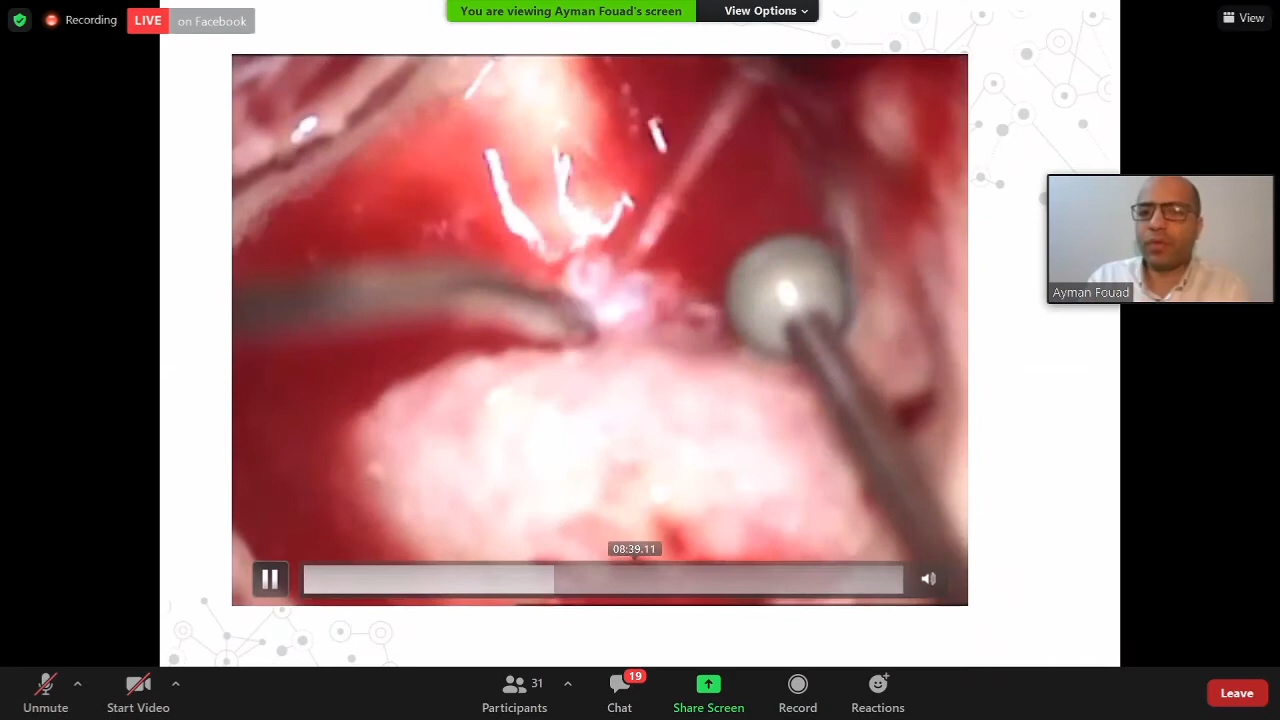 Recording
LIVE on Facebook
You are viewing Ayman Fouad's screen
View Options
View
Ayman Fouad
08:39.11
Unmute
Start Video
31
Participants
19
Chat
Share Screen
Record
Reactions
Leave